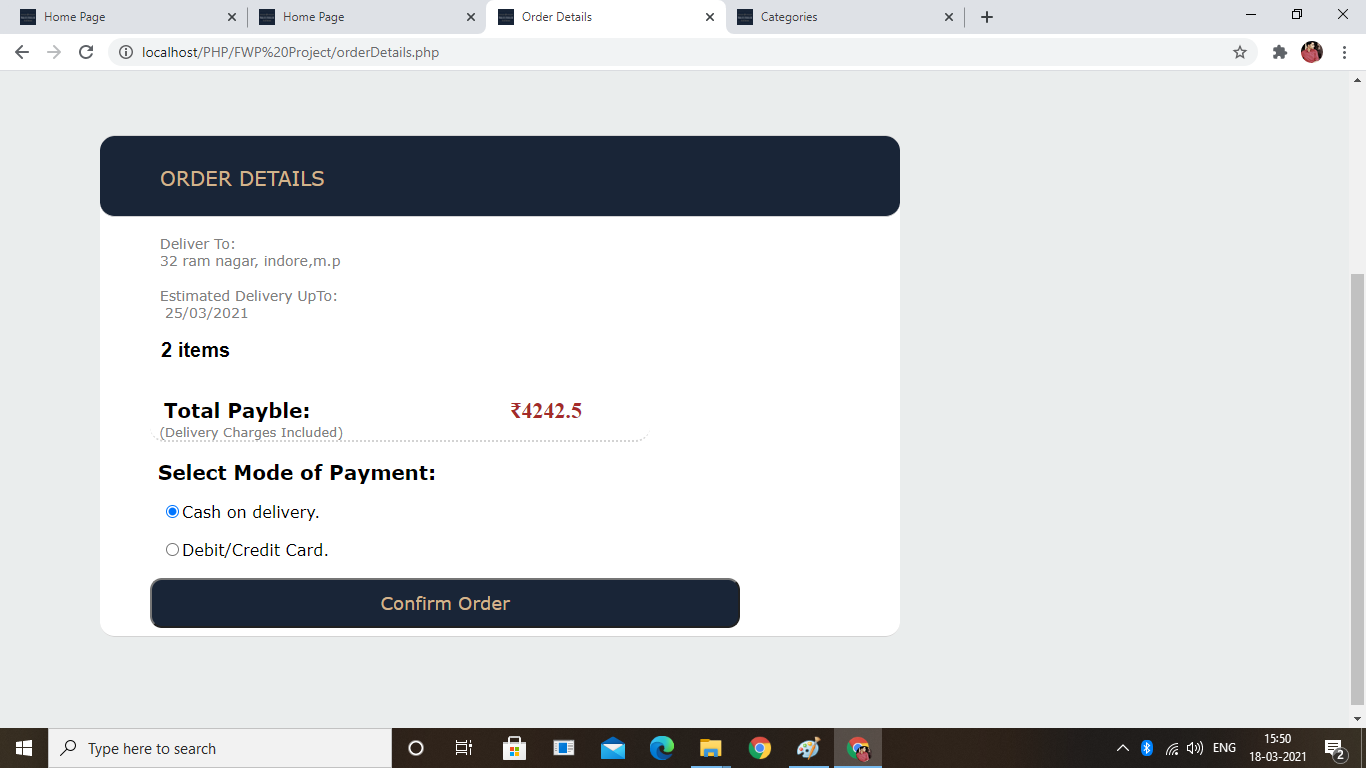 Home Page
Home Page
Order Details
Categories
localhost/PHP/FWP%20Project/orderDetails.php
ORDER DETAILS
Deliver To:
32 ram nagar, indore,m.p
Estimated Delivery UpTo:
25/03/2021
2 items
Total Payble: ₹4242.5
(Delivery Charges Included)
Select Mode of Payment:
Cash on delivery.
Debit/Credit Card.
Confirm Order
Type here to search
ENG
15:50
18-03-2021
2